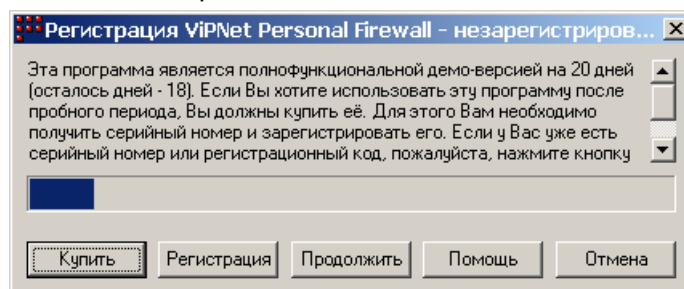 Регистрация ViPNet Personal Firewall - незарегистриров...
Эта программа является полнофункциональной демо-версией на 20 дней
(осталось дней - 18). Если Вы хотите использовать эту программу после
пробного периода, Вы должны купить её. Для этого Вам необходимо
получить серийный номер и зарегистрировать его. Если у Вас уже есть
серийный номер или регистрационный код, пожалуйста, нажмите кнопку
Купить Регистрация Продолжить Помощь Отмена